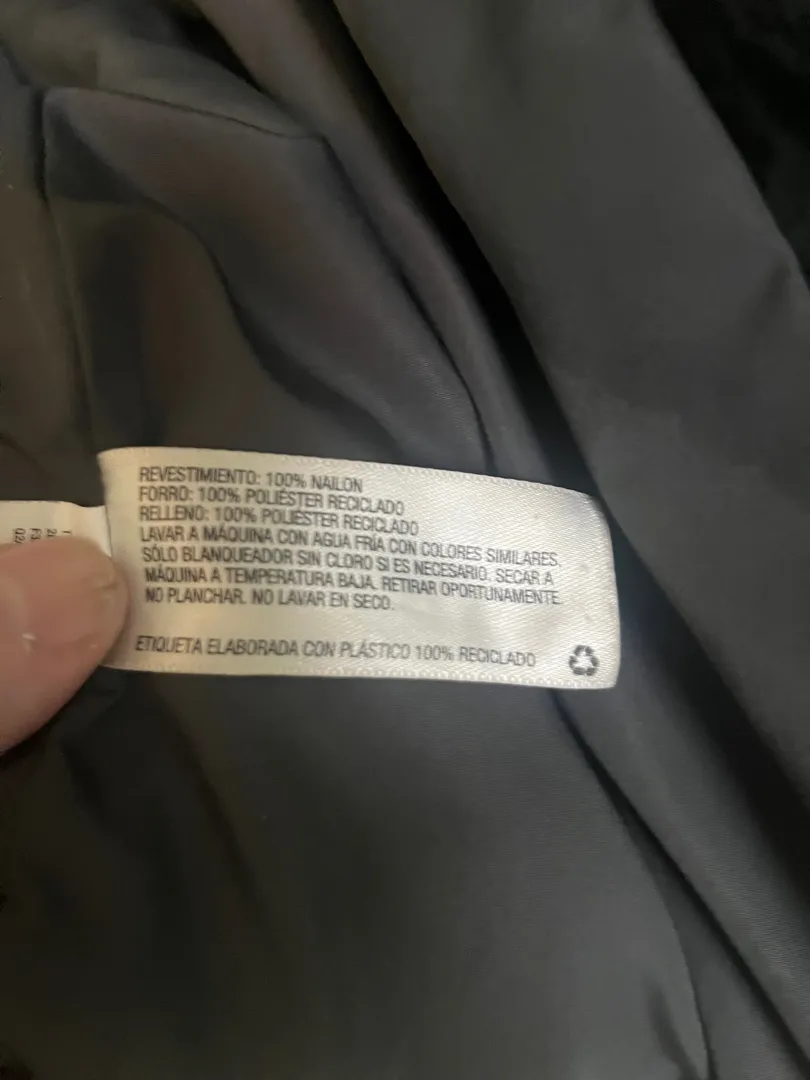 REVESTIMIENTO: 100% NAILON
FORRO: 100% POLIÉSTER RECICLADO
RELLENO: 100% POLIÉSTER RECICLADO
LAVAR A MÁQUINA CON AGUA FRÍA CON COLORES SIMILARES.
SÓLO BLANQUEADOR SIN CLORO SI ES NECESARIO. SECAR A
MÁQUINA A TEMPERATURA BAJA. RETIRAR OPORTUNAMENTE.
NO PLANCHAR. NO LAVAR EN SECO.
ETIQUETA ELABORADA CON PLÁSTICO 100% RECICLADO